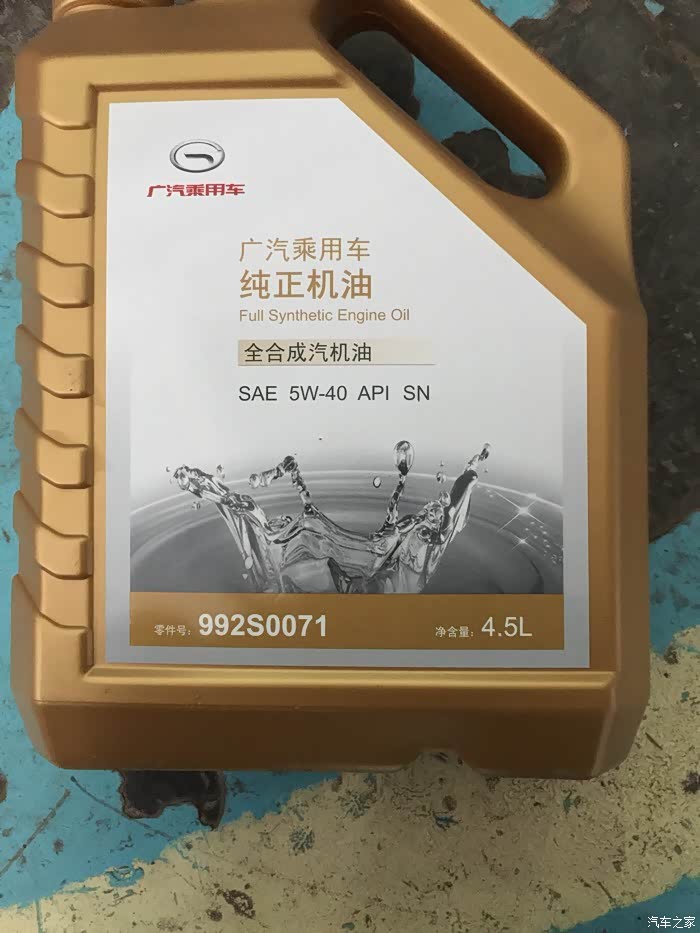 广汽乘用车
广汽乘用车
纯正机油
Full Synthetic Engine Oil
全合成汽机油
SAE 5W-40 API SN
零件号: 992S0071
净含量: 4.5L
汽车之家